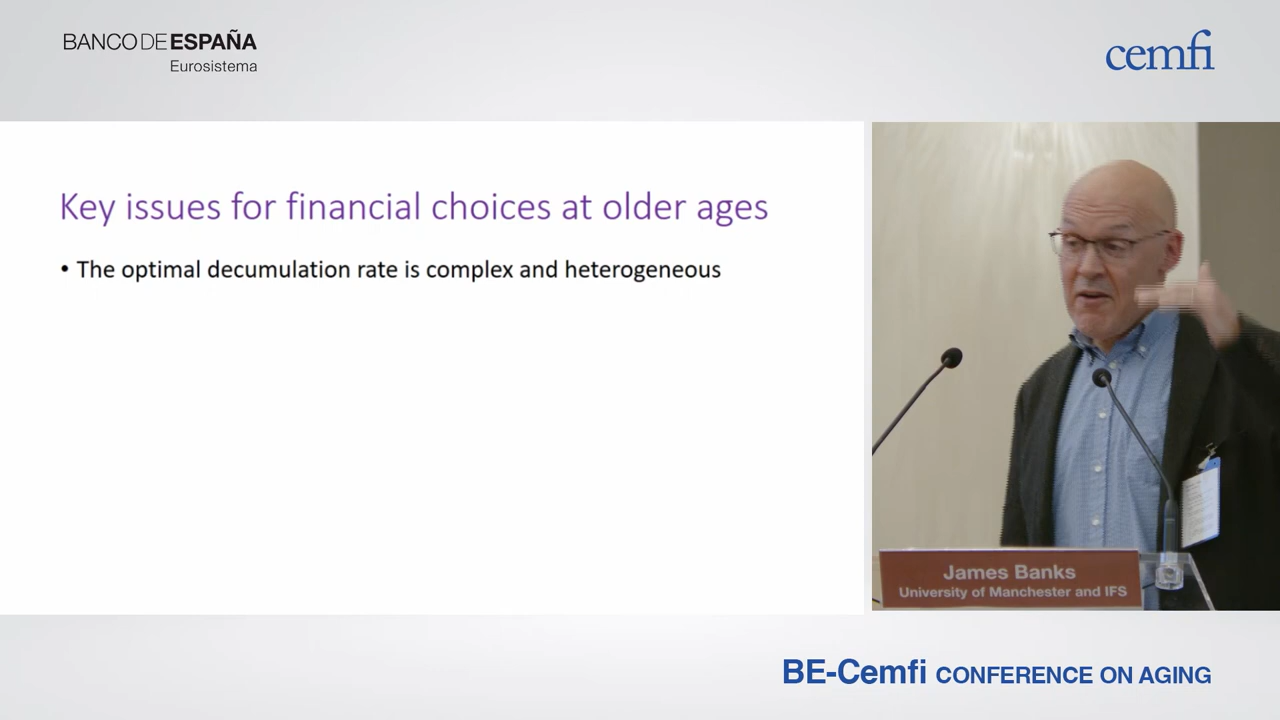 BANCO DE ESPAÑA
Eurosistema
cemfi
Key issues for financial choices at older ages
• The optimal decumulation rate is complex and heterogeneous
James Banks
University of Manchester and IFS
BE-Cemfi CONFERENCE ON AGING